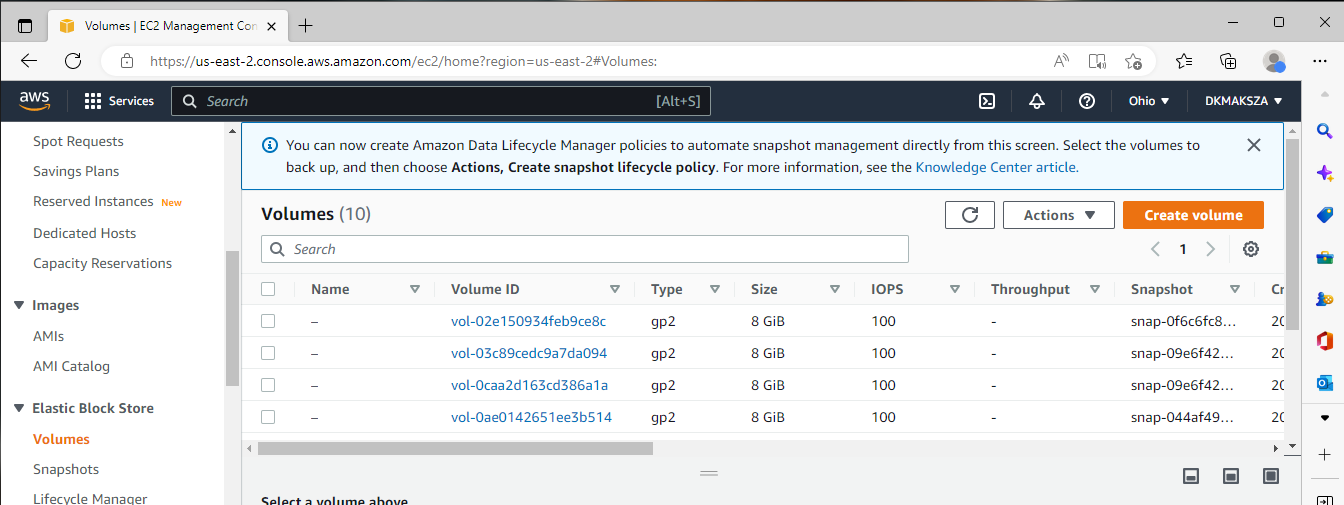 Volumes | EC2 Management Con
https://us-east-2.console.aws.amazon.com/ec2/home?region=us-east-2#Volumes:
aws Services Search [Alt+S] Ohio DKMAKSZA
Spot Requests
Savings Plans
Reserved Instances New
Dedicated Hosts
Capacity Reservations
Images
AMIs
AMI Catalog
Elastic Block Store
Volumes
Snapshots
Lifecycle Manager
You can now create Amazon Data Lifecycle Manager policies to automate snapshot management directly from this screen. Select the volumes to
back up, and then choose Actions, Create snapshot lifecycle policy. For more information, see the Knowledge Center article.
Volumes (10) Actions Create volume
Search 1
Name Volume ID Type Size IOPS Throughput Snapshot Cr
– vol-02e150934feb9ce8c gp2 8 GiB 100 - snap-0f6c6fc8... 20
– vol-03c89cedc9a7da094 gp2 8 GiB 100 - snap-09e6f42... 20
– vol-0caa2d163cd386a1a gp2 8 GiB 100 - snap-09e6f42... 20
– vol-0ae0142651ee3b514 gp2 8 GiB 100 - snap-044af49... 20
Select a volume above